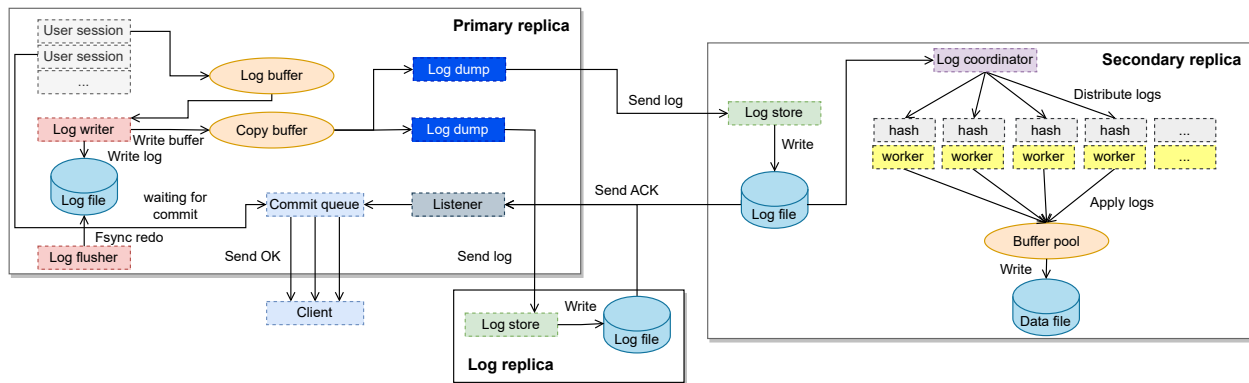 Primary replica
User session
User session
...
Log buffer
Log dump
Log writer
Write buffer
Copy buffer
Log dump
Write log
Log file
waiting for
commit
Fsync redo
Log flusher
Commit queue
Listener
Send OK
Client
Send log
Send log
Send ACK
Log store
Write
Log file
Log replica
Secondary replica
Log coordinator
Distribute logs
Log store
Write
Log file
hash
hash
hash
hash
...
worker
worker
worker
worker
...
Apply logs
Buffer pool
Write
Data file